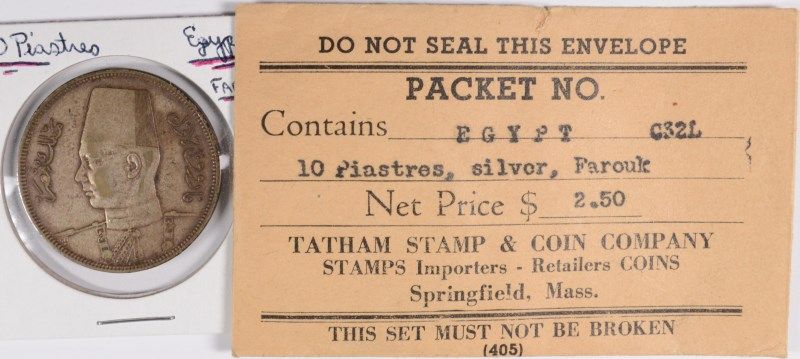 Piastres
DO NOT SEAL THIS ENVELOPE
PACKET NO.
Contains EGYPT C32L
10 Piastres, silver, Farouk
Net Price $ 2.50
TATHAM STAMP & COIN COMPANY
STAMPS Importers - Retailers COINS
Springfield, Mass.
THIS SET MUST NOT BE BROKEN
(405)